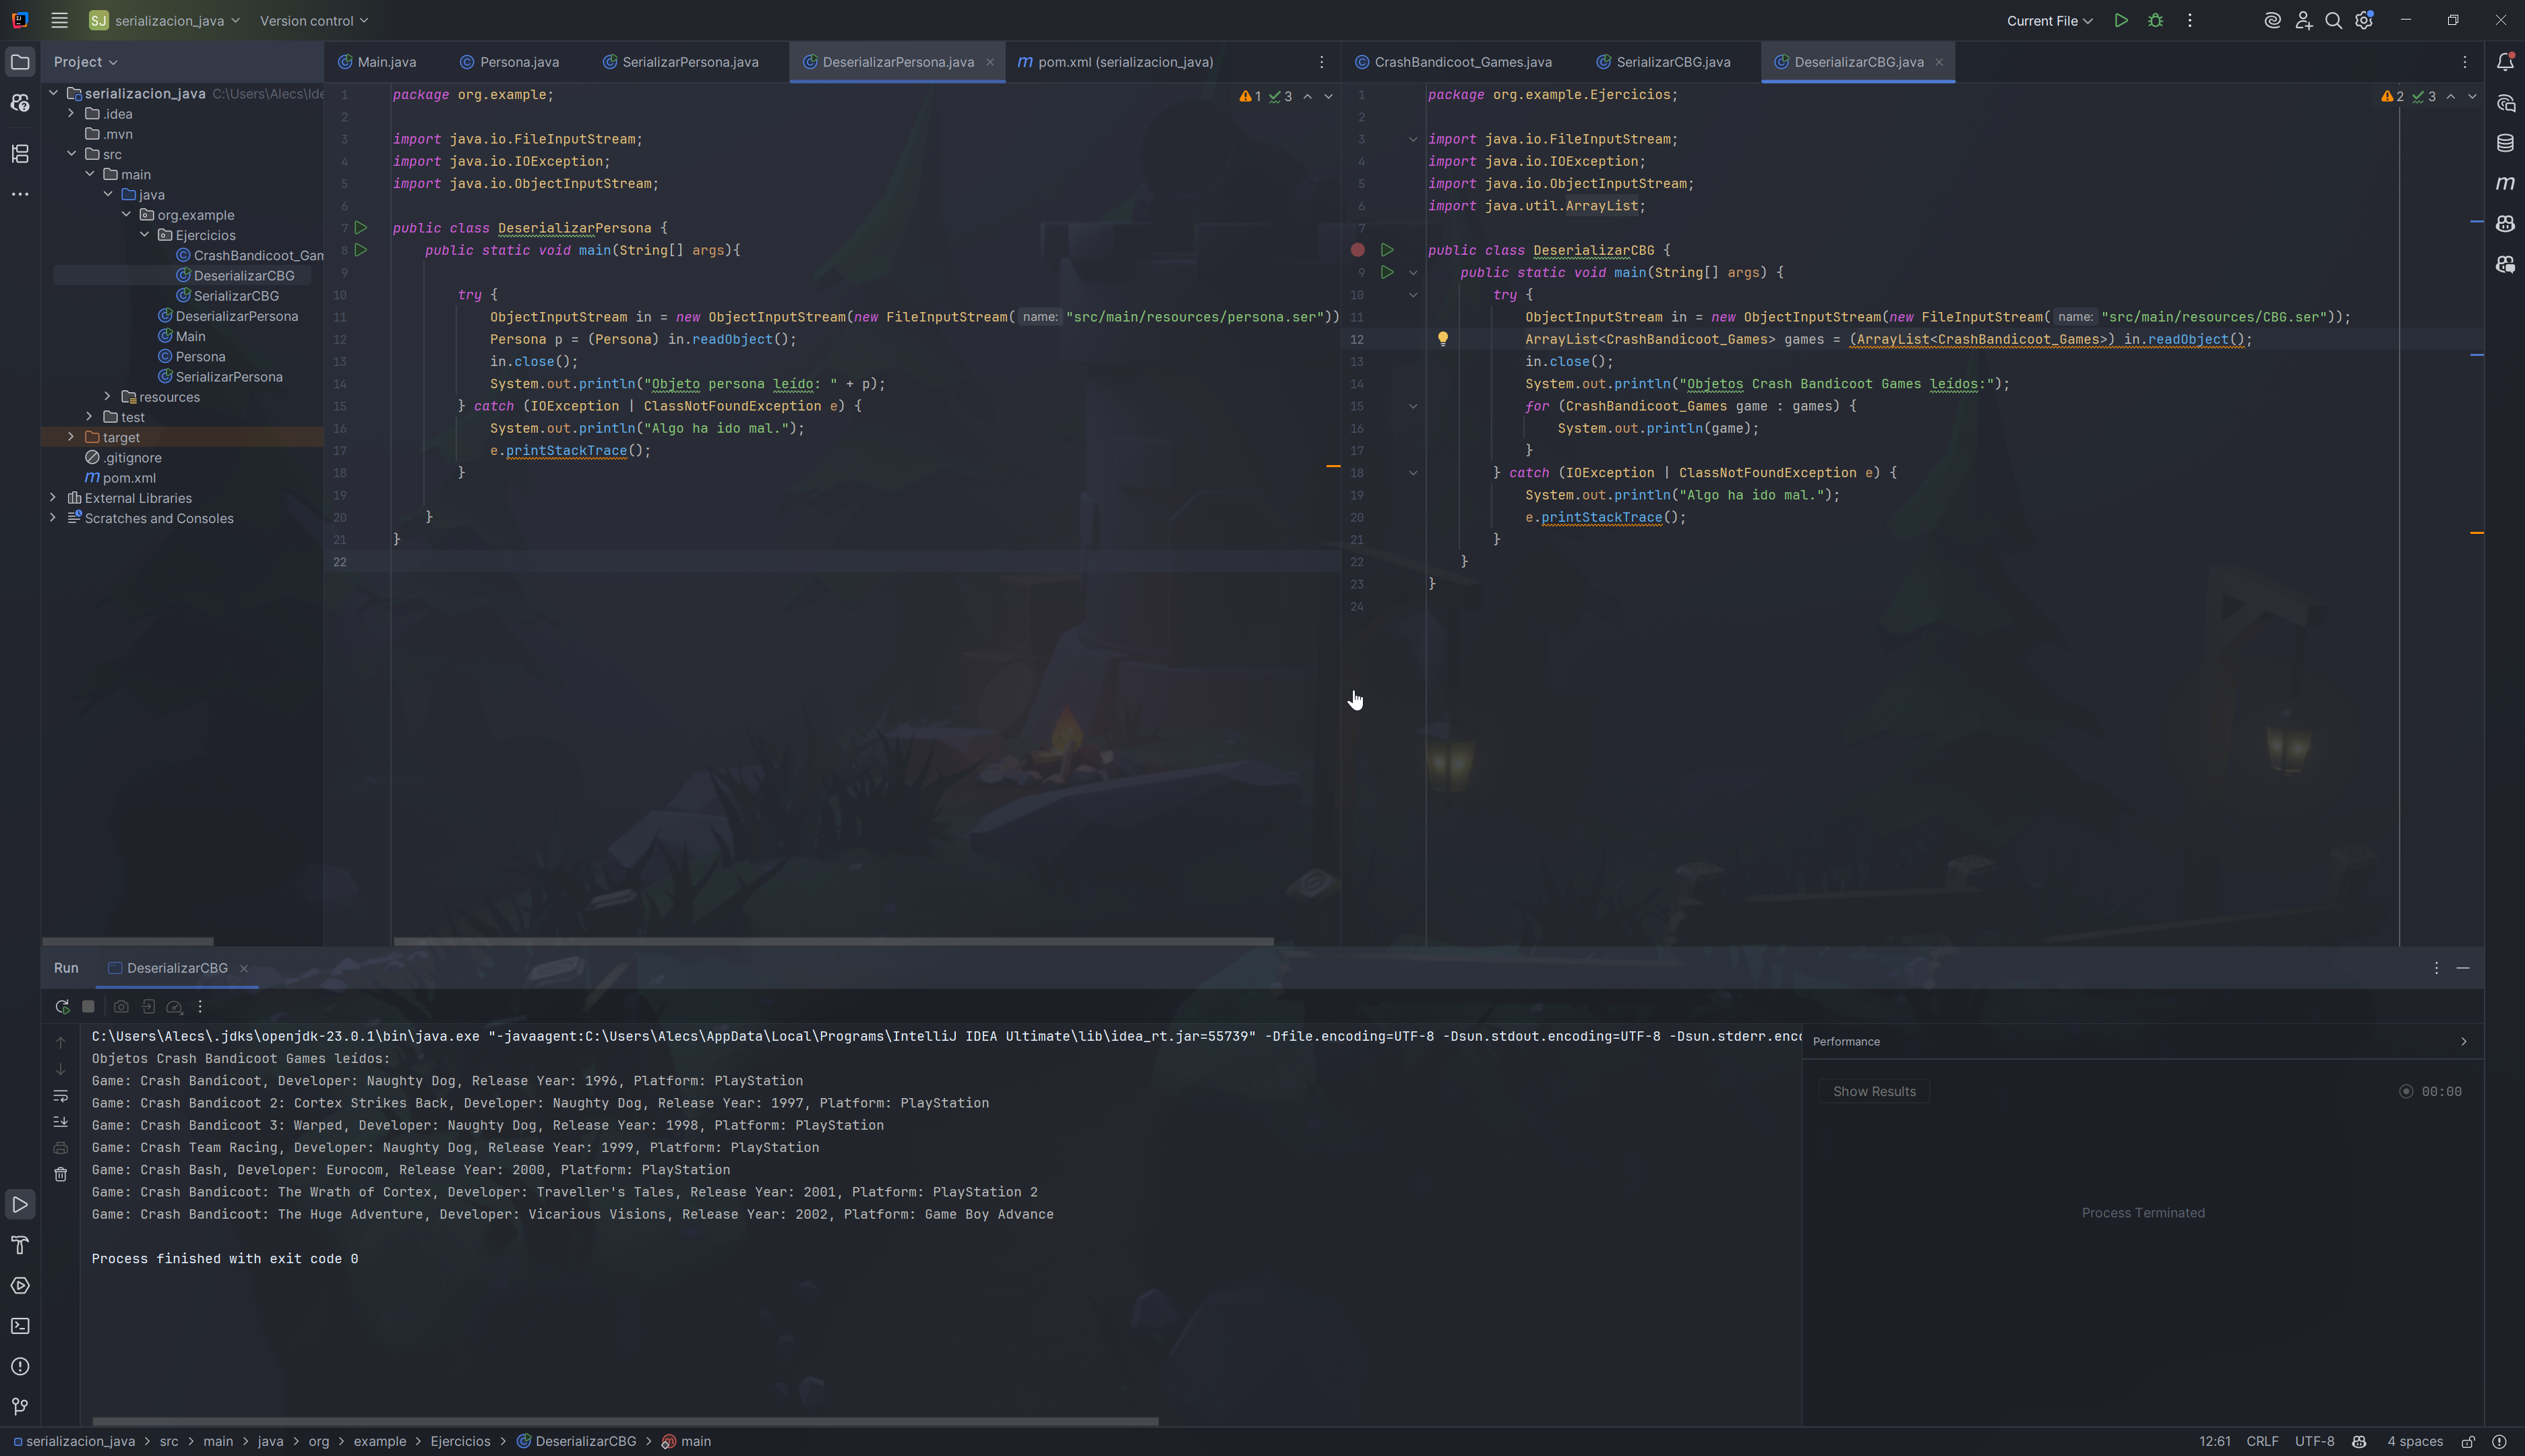 SJ serializacion_java Version control Current File
Project
Main.java Persona.java SerializarPersona.java DeserializarPersona.java pom.xml (serializacion_java) CrashBandicoot_Games.java SerializarCBG.java DeserializarCBG.java
serializacion_java C:\Users\Alecs\Ide
.idea
.mvn
src
main
java
org.example
Ejercicios
CrashBandicoot_Gam
DeserializarCBG
SerializarCBG
DeserializarPersona
Main
Persona
SerializarPersona
resources
test
target
.gitignore
pom.xml
External Libraries
Scratches and Consoles
1 package org.example;
2
3 import java.io.FileInputStream;
4 import java.io.IOException;
5 import java.io.ObjectInputStream;
6
7 public class DeserializarPersona {
8 public static void main(String[] args){
9
10 try {
11 ObjectInputStream in = new ObjectInputStream(new FileInputStream( name: "src/main/resources/persona.ser"))
12 Persona p = (Persona) in.readObject();
13 in.close();
14 System.out.println("Objeto persona leído: " + p);
15 } catch (IOException | ClassNotFoundException e) {
16 System.out.println("Algo ha ido mal.");
17 e.printStackTrace();
18 }
19
20 }
21 }
22
1 3
1 package org.example.Ejercicios;
2
3 import java.io.FileInputStream;
4 import java.io.IOException;
5 import java.io.ObjectInputStream;
6 import java.util.ArrayList;
7
public class DeserializarCBG {
9 public static void main(String[] args) {
10 try {
11 ObjectInputStream in = new ObjectInputStream(new FileInputStream( name: "src/main/resources/CBG.ser"));
12 ArrayList<CrashBandicoot_Games> games = (ArrayList<CrashBandicoot_Games>) in.readObject();
13 in.close();
14 System.out.println("Objetos Crash Bandicoot Games leídos:");
15 for (CrashBandicoot_Games game : games) {
16 System.out.println(game);
17 }
18 } catch (IOException | ClassNotFoundException e) {
19 System.out.println("Algo ha ido mal.");
20 e.printStackTrace();
21 }
22 }
23 }
24
2 3
Run DeserializarCBG
C:\Users\Alecs\.jdks\openjdk-23.0.1\bin\java.exe "-javaagent:C:\Users\Alecs\AppData\Local\Programs\IntelliJ IDEA Ultimate\lib\idea_rt.jar=55739" -Dfile.encoding=UTF-8 -Dsun.stdout.encoding=UTF-8 -Dsun.stderr.enco
Objetos Crash Bandicoot Games leídos:
Game: Crash Bandicoot, Developer: Naughty Dog, Release Year: 1996, Platform: PlayStation
Game: Crash Bandicoot 2: Cortex Strikes Back, Developer: Naughty Dog, Release Year: 1997, Platform: PlayStation
Game: Crash Bandicoot 3: Warped, Developer: Naughty Dog, Release Year: 1998, Platform: PlayStation
Game: Crash Team Racing, Developer: Naughty Dog, Release Year: 1999, Platform: PlayStation
Game: Crash Bash, Developer: Eurocom, Release Year: 2000, Platform: PlayStation
Game: Crash Bandicoot: The Wrath of Cortex, Developer: Traveller's Tales, Release Year: 2001, Platform: PlayStation 2
Game: Crash Bandicoot: The Huge Adventure, Developer: Vicarious Visions, Release Year: 2002, Platform: Game Boy Advance
Process finished with exit code 0
Performance
Show Results 00:00
Process Terminated
serializacion_java > src > main > java > org > example > Ejercicios > DeserializarCBG > main 12:61 CRLF UTF-8 4 spaces